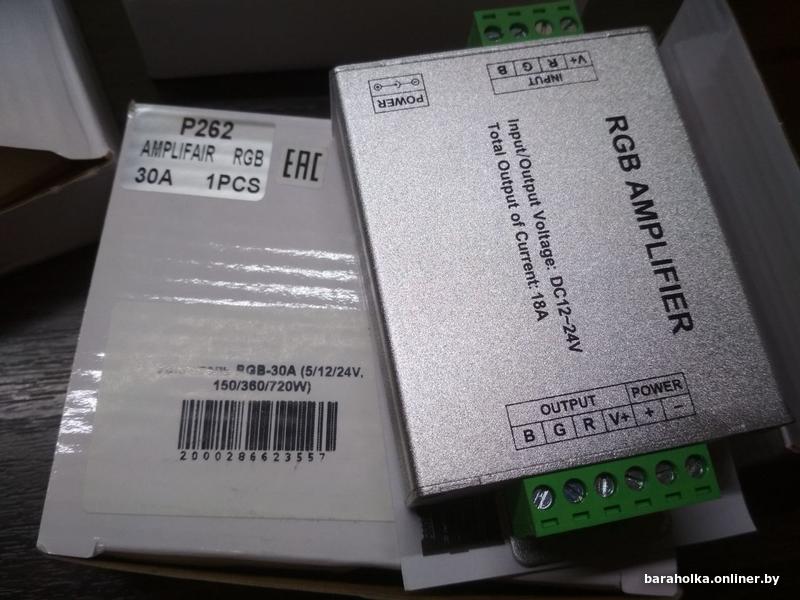 P262
AMPLIFAIR RGB
30A 1PCS
EAC
RGB-30A (5/12/24V,
150/360/720W)
2000286623557
POWER
V+ R G B
INPUT
RGB AMPLIFIER
Input/Output Voltage: DC12~24V
Total Output of Current: 18A
OUTPUT POWER
B G R V+ + −
baraholka.onliner.by